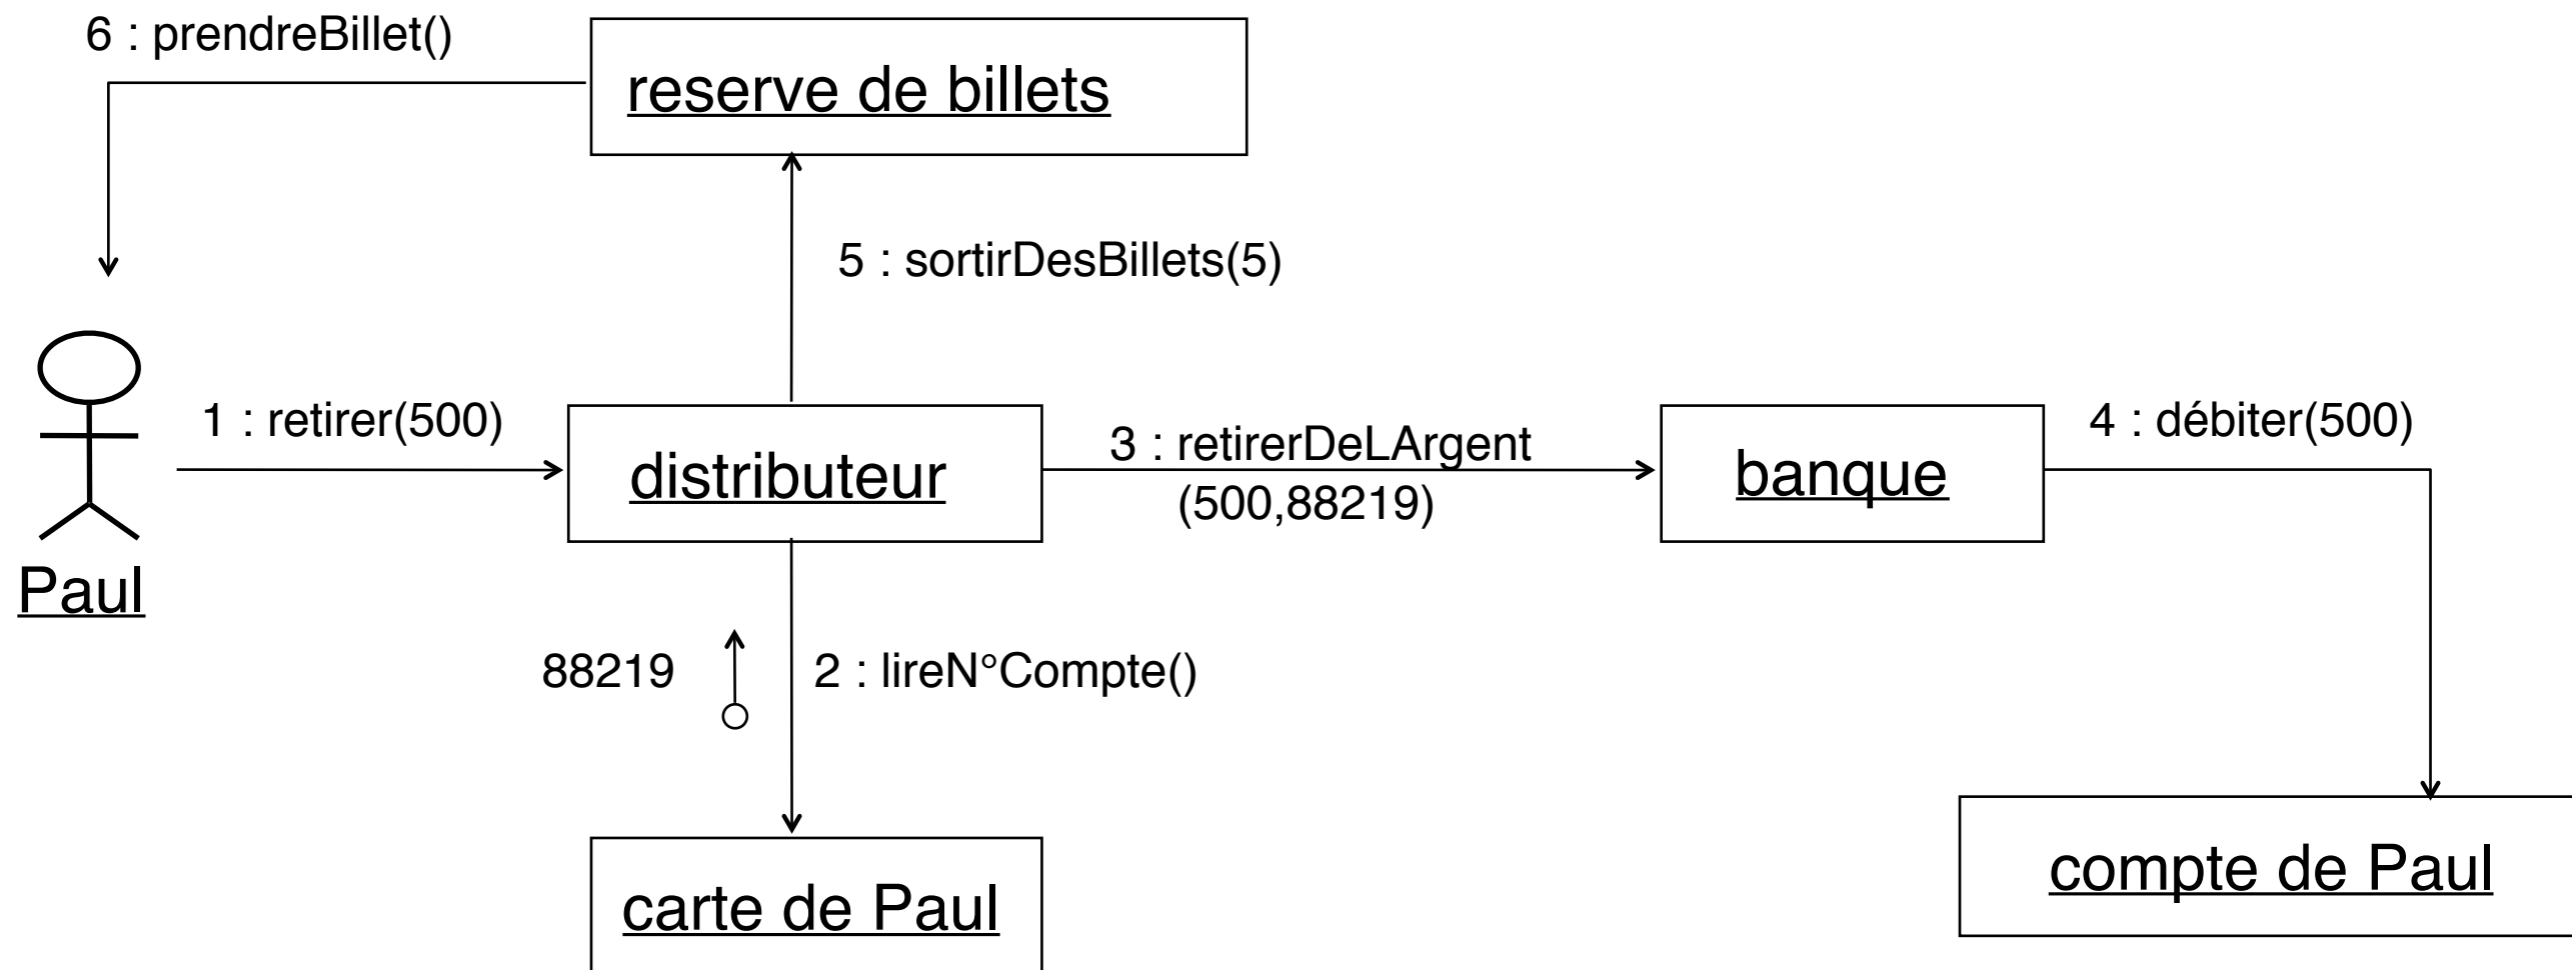 6 : prendreBillet()
reserve de billets
5 : sortirDesBillets(5)
1 : retirer(500)
distributeur
3 : retirerDeLArgent
(500,88219)
banque
4 : débiter(500)
Paul
88219
2 : lireN°Compte()
carte de Paul
compte de Paul